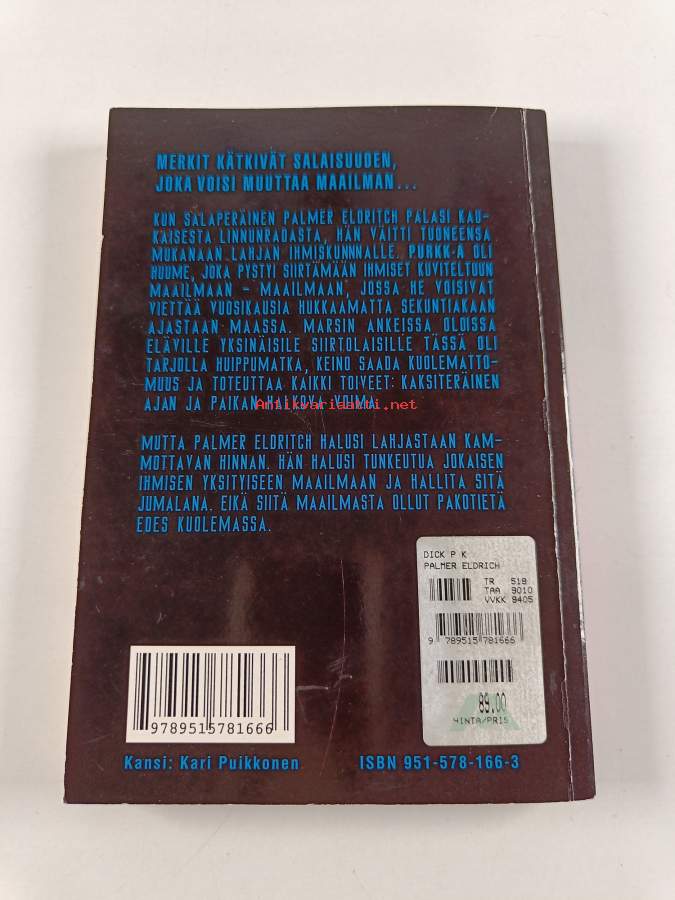 MERKIT KÄTKIVÄT SALAISUUDEN,
JOKA VOISI MUUTTAA MAAILMAN...
KUN SALAPERÄINEN PALMER ELDRITCH PALASI KAU-
KAISESTA LINNUNRADASTA, HÄN VÄITTI TUONEENSA
MUKANAAN LAHJAN IHMISKUNNNALLE. PURKK-A OLI
HUUME, JOKA PYSTYI SIIRTÄMÄÄN IHMISET KUVITELTUUN
MAAILMAAN – MAAILMAAN, JOSSA HE VOISIVAT
VIETTÄÄ VUOSIKAUSIA HUKKAAMATTA SEKUNTIAKAAN
AJASTAAN MAASSA. MARSIN ANKEISSA OLOISSA
ELÄVILLE YKSINÄISILE SIIRTOLAISILLE TÄSSÄ OLI
TARJOLLA HUIPPUMATKA, KEINO SAADA KUOLEMATTO-
MUUS JA TOTEUTTAA KAIKKI TOIVEET: KAKSITERÄINEN
AJAN JA PAIKAN VOIMA.
Antikvariaatti.net
MUTTA PALMER ELDRITCH HALUSI LAHJASTAAN KAM-
MOTTAVAN HINNAN. HÄN HALUSI TUNKEUTUA JOKAISEN
IHMISEN YKSITYISEEN MAAILMAAN JA HALLITA SITÄ
JUMALANA. EIKÄ SIITÄ MAAILMASTA OLLUT PAKOTIETÄ
EDES KUOLEMASSA.
DICK P K
PALMER ELDRICH
TR 518
TAA 9010
VVKK 9405
9 789515 781666
89.00
HINTA/PRIS
9789515781666
Kansi: Kari Puikkonen
ISBN 951-578-166-3